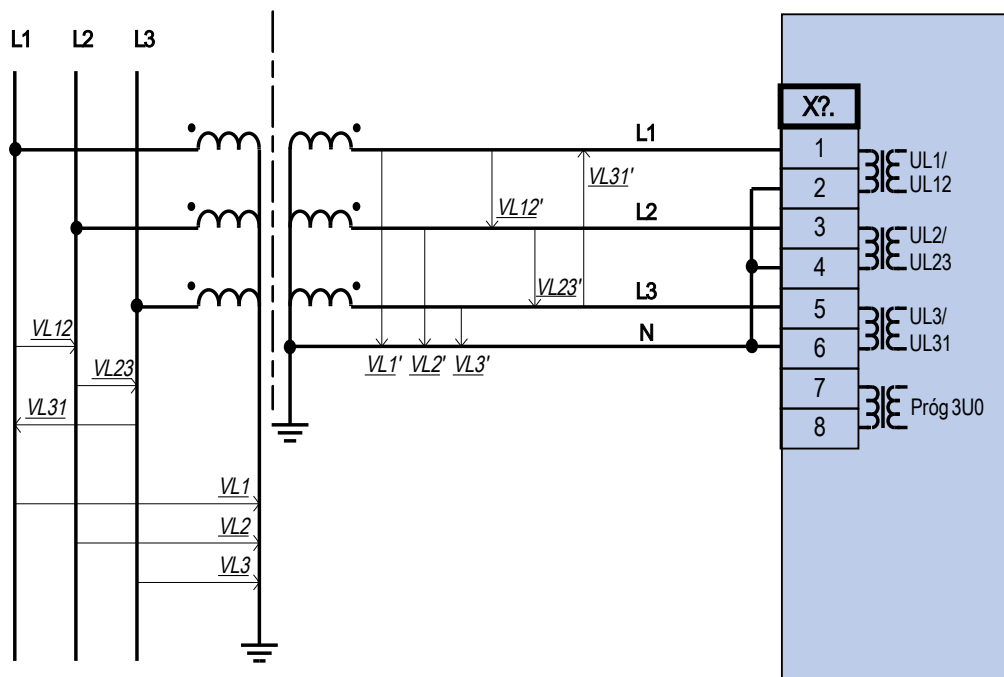 L1 L2 L3
X?.
L1
1
UL1/
UL12
VL31'
2
VL12'
L2
3
UL2/
UL23
4
VL23'
L3
5
UL3/
UL31
VL12
N
6
VL23
VL1' VL2' VL3'
7
Próg 3U0
VL31
8
VL1
VL2
VL3